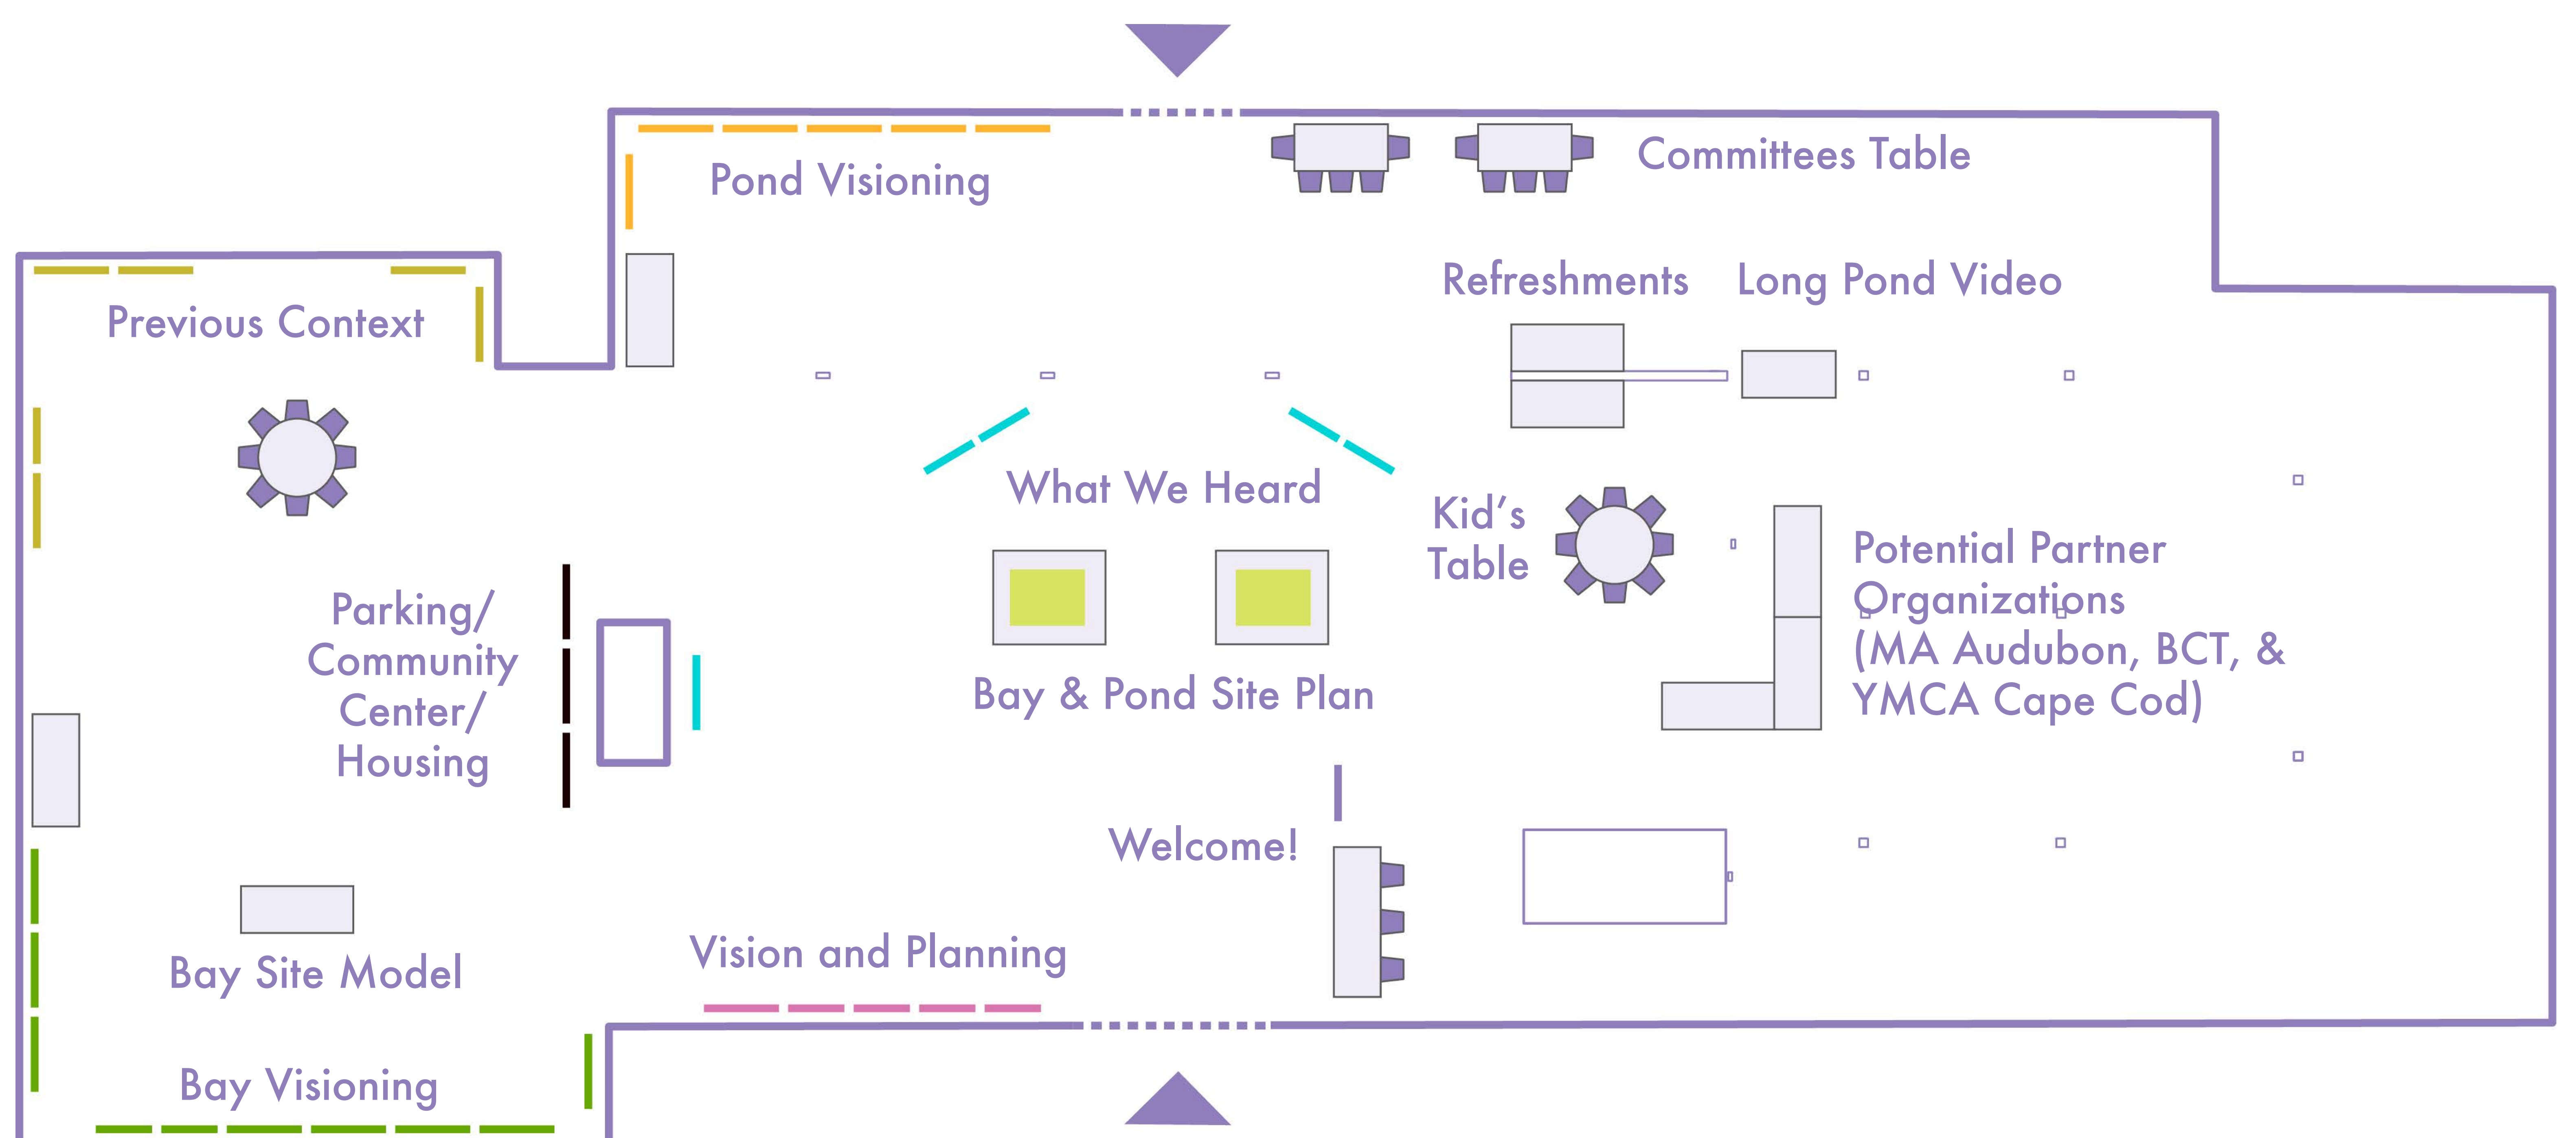 Pond Visioning
Committees Table
Refreshments
Long Pond Video
Previous Context
What We Heard
Kid’s
Table
Potential Partner
Organizations
(MA Audubon, BCT, &
YMCA Cape Cod)
Parking/
Community
Center/
Housing
Bay & Pond Site Plan
Welcome!
Vision and Planning
Bay Site Model
Bay Visioning